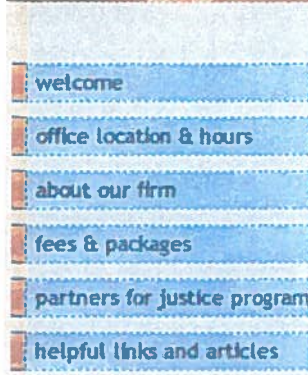 welcome
office location & hours
about our firm
fees & packages
partners for justice program
helpful links and articles